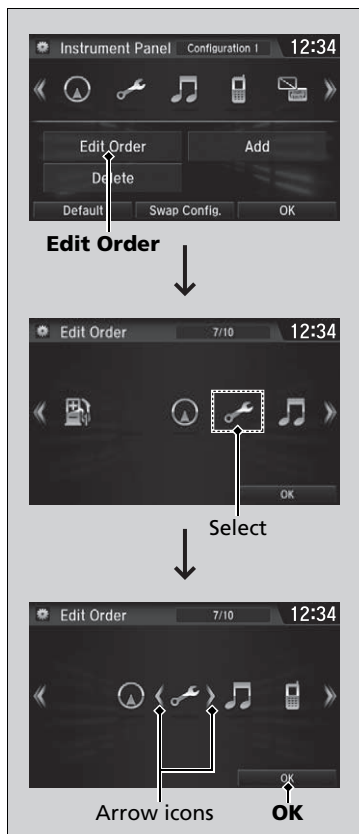 Instrument Panel Configuration 1 12:34
Edit Order Add
Delete
Default Swap Config. OK
Edit Order
Edit Order 7/10 12:34
OK
Select
Edit Order 7/10 12:34
OK
Arrow icons OK